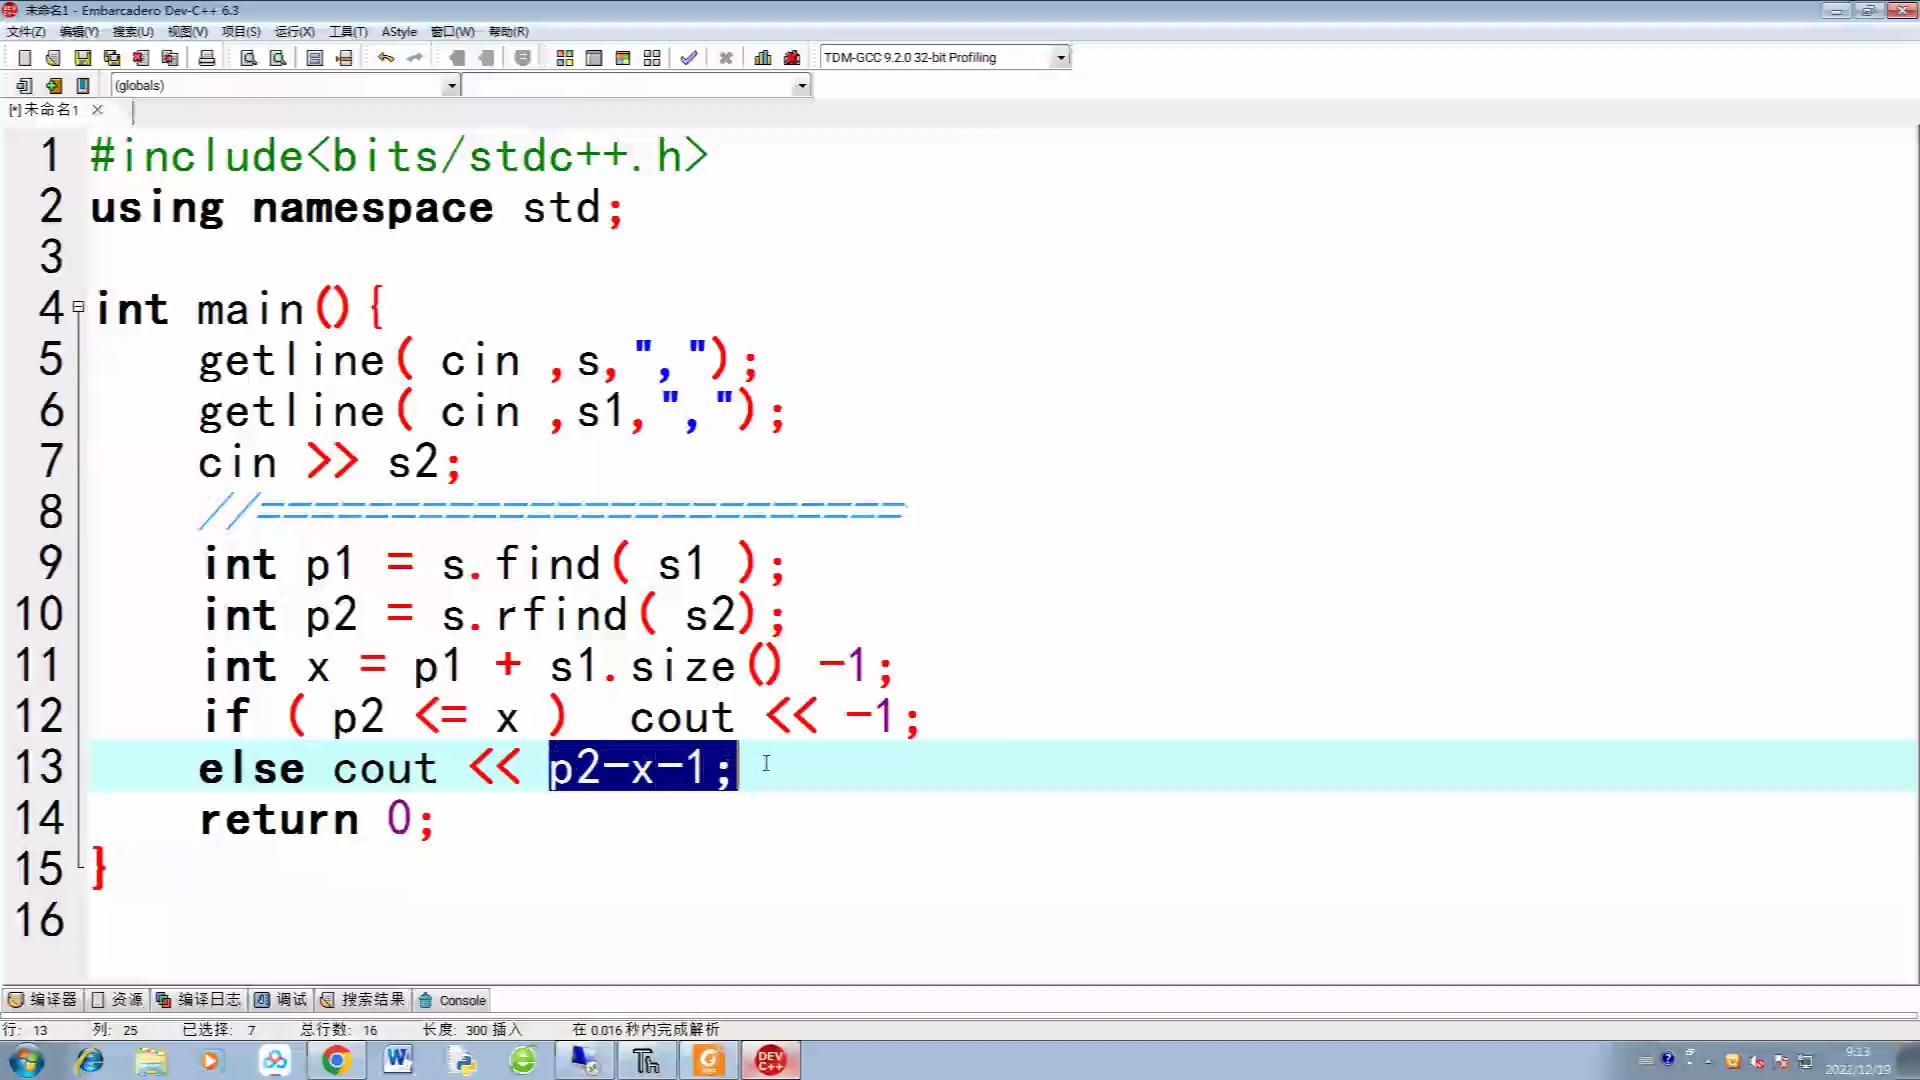 未命名1 - Embarcadero Dev-C++ 6.3
文件(Z) 编辑(Y) 搜索(U) 视图(V) 项目(S) 运行(X) 工具(T) AStyle 窗口(W) 帮助(R)
TDM-GCC 9.2.0 32-bit Profiling
(globals)
[*] 未命名1
1 #include<bits/stdc++.h>
2 using namespace std;
3
4 int main(){
5 getline( cin ,s,",");
6 getline( cin ,s1,",");
7 cin >> s2;
8 //========================
9 int p1 = s.find( s1 );
10 int p2 = s.rfind( s2);
11 int x = p1 + s1.size() -1;
12 if ( p2 <= x ) cout << -1;
13 else cout << p2-x-1;
14 return 0;
15 }
16
编译器 资源 编译日志 调试 搜索结果 Console
行: 13 列: 25 已选择: 7 总行数: 16 长度: 300 插入 在 0.016 秒内完成解析
9:13
2022/12/19